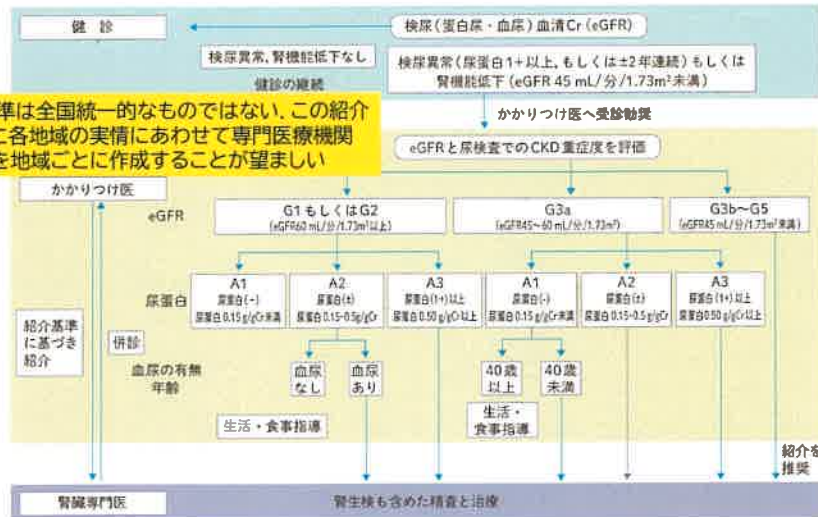 健 診
検尿（蛋白尿・血尿）血清Cr（eGFR）
検尿異常，腎機能低下なし
検尿異常（尿蛋白1+以上，もしくは±2年連続）もしくは
腎機能低下（eGFR 45 mL/分/1.73m²未満）
健診の継続
かかりつけ医へ受診勧奨
準は全国統一的なものではない，この紹介
に各地域の実情にあわせて専門医療機関
を地域ごとに作成することが望ましい
eGFRと尿検査でのCKD重症度を評価
かかりつけ医
eGFR
G1もしくはG2
（eGFR60 mL/分/1.73m²以上）
G3a
（eGFR45〜60 mL/分/1.73m²）
G3b〜G5
（eGFR45 mL/分/1.73m²未満）
尿蛋白
A1
尿蛋白（−）
尿蛋白0.15 g/gCr未満
A2
尿蛋白（±）
尿蛋白0.15-0.5g/gCr
A3
尿蛋白（1+）以上
尿蛋白0.50 g/gCr以上
A1
尿蛋白（-）
尿蛋白0.15 g/gCr未満
A2
尿蛋白（±）
尿蛋白0.15-0.5 g/gCr
A3
尿蛋白（1+）以上
尿蛋白0.50 g/gCr以上
紹介基準
に基づき
紹介
併診
血尿の有無
年齢
血尿
なし
血尿
あり
40歳
以上
40歳
未満
生活・食事指導
生活・
食事指導
紹介を
推奨
腎臓専門医
腎生検も含めた精査と治療